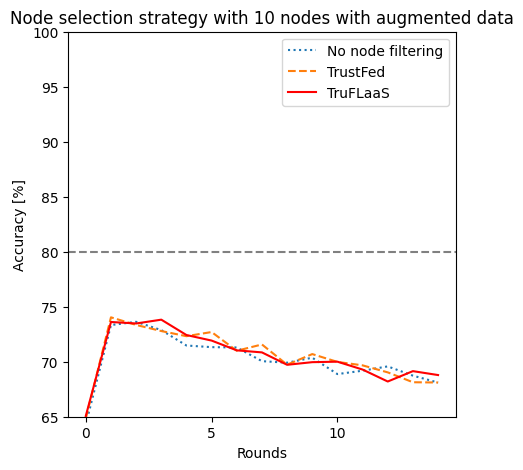 Node selection strategy with 10 nodes with augmented data
100
95
90
85
80
75
70
65
Accuracy [%]
No node filtering
TrustFed
TruFLaaS
0
5
10
Rounds